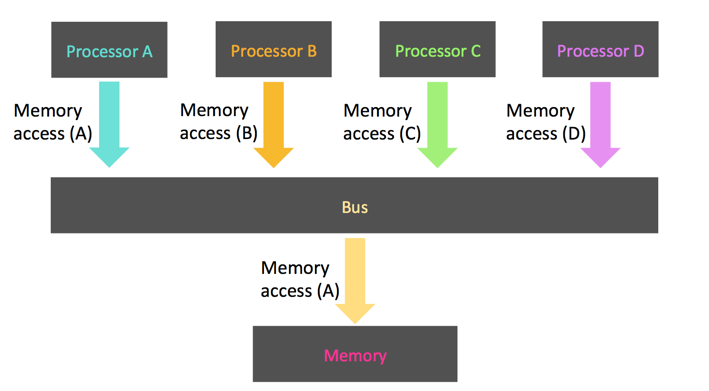 Processor A
Processor B
Processor C
Processor D
Memory
access (A)
Memory
access (B)
Memory
access (C)
Memory
access (D)
Bus
Memory
access (A)
Memory